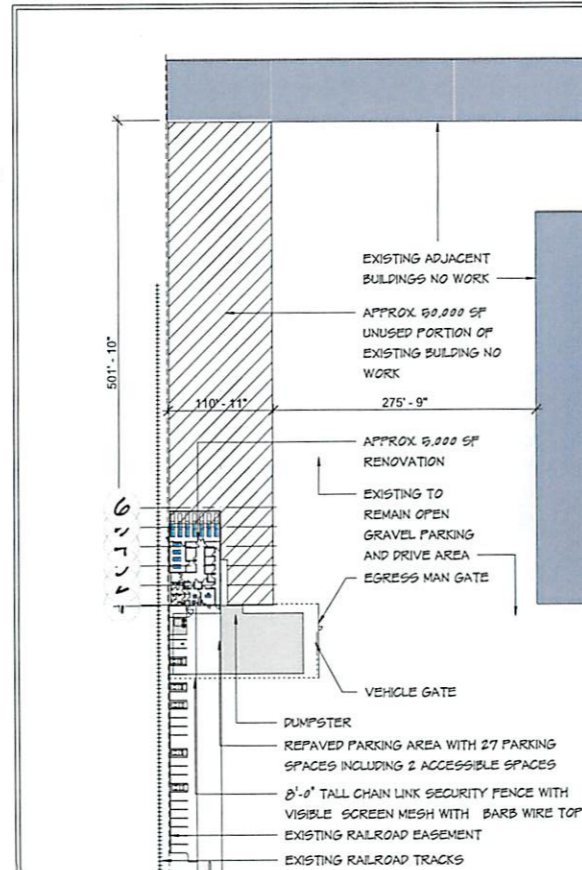 EXISTING ADJACENT
BUILDINGS NO WORK
APPROX. 50,000 SF
UNUSED PORTION OF
EXISTING BUILDING NO
WORK
501' - 10"
110' - 11"
275' - 9"
APPROX. 5,000 SF
RENOVATION
EXISTING TO
REMAIN OPEN
GRAVEL PARKING
AND DRIVE AREA
EGRESS MAN GATE
VEHICLE GATE
DUMPSTER
REPAVED PARKING AREA WITH 27 PARKING
SPACES INCLUDING 2 ACCESSIBLE SPACES
8'-0" TALL CHAIN LINK SECURITY FENCE WITH
VISIBLE SCREEN MESH WITH BARB WIRE TOP
EXISTING RAILROAD EASEMENT
EXISTING RAILROAD TRACKS